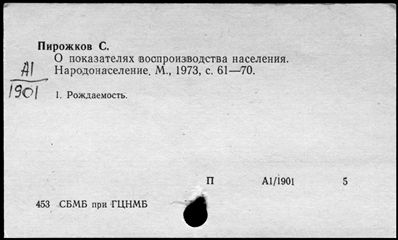 Пирожков С.
О показателях воспроизводства населения.
Народонаселение. М., 1973, с. 61—70.
А1
1901
1. Рождаемость.
П А1/1901 5
453 СБМБ при ГЦНМБ